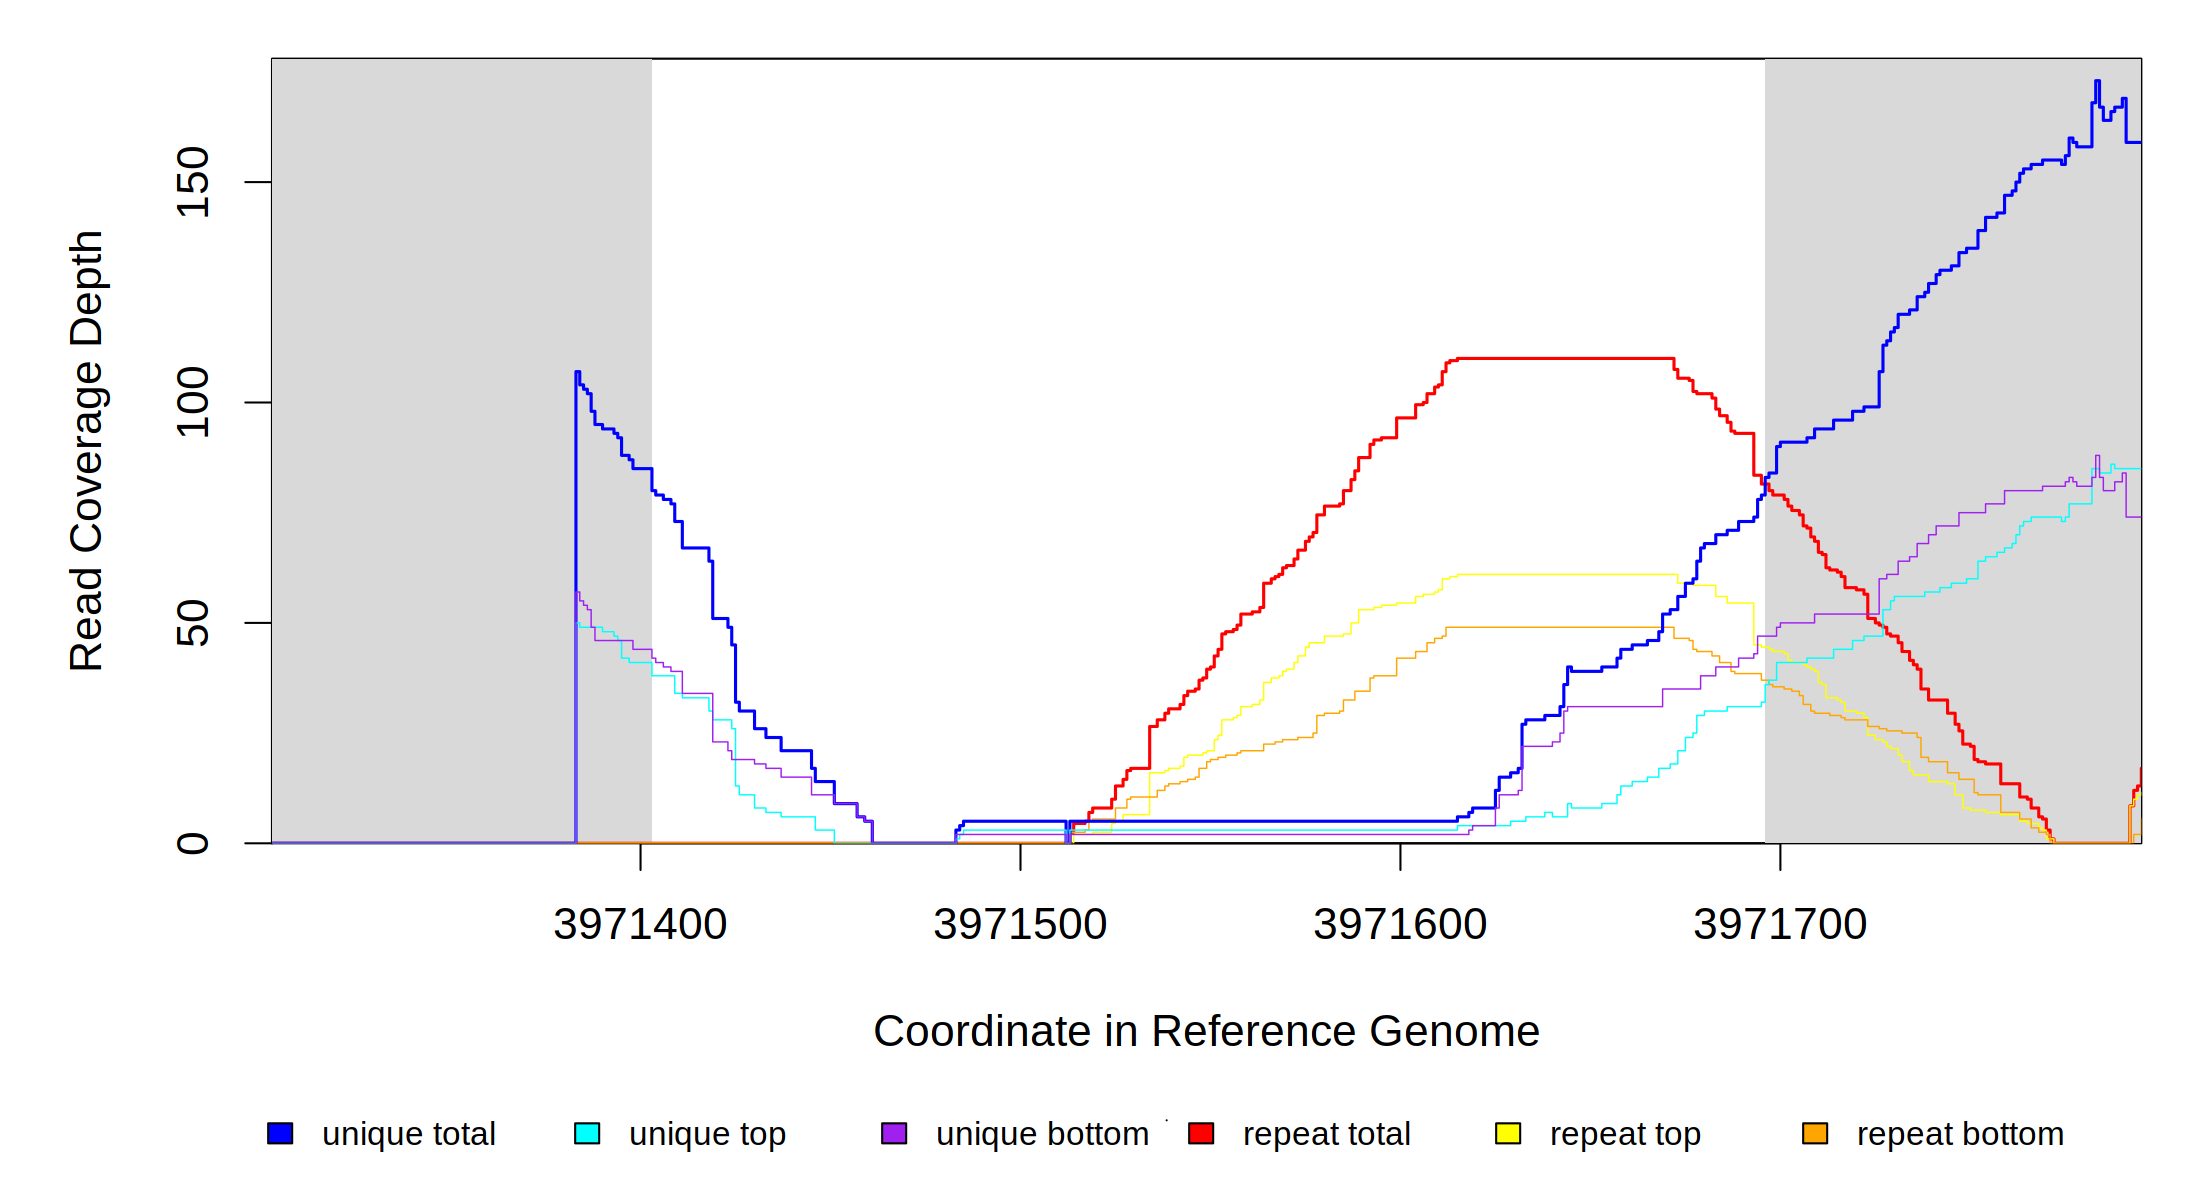 150
100
50
0
Read Coverage Depth
3971400 3971500 3971600 3971700
Coordinate in Reference Genome
unique total unique top unique bottom repeat total repeat top repeat bottom